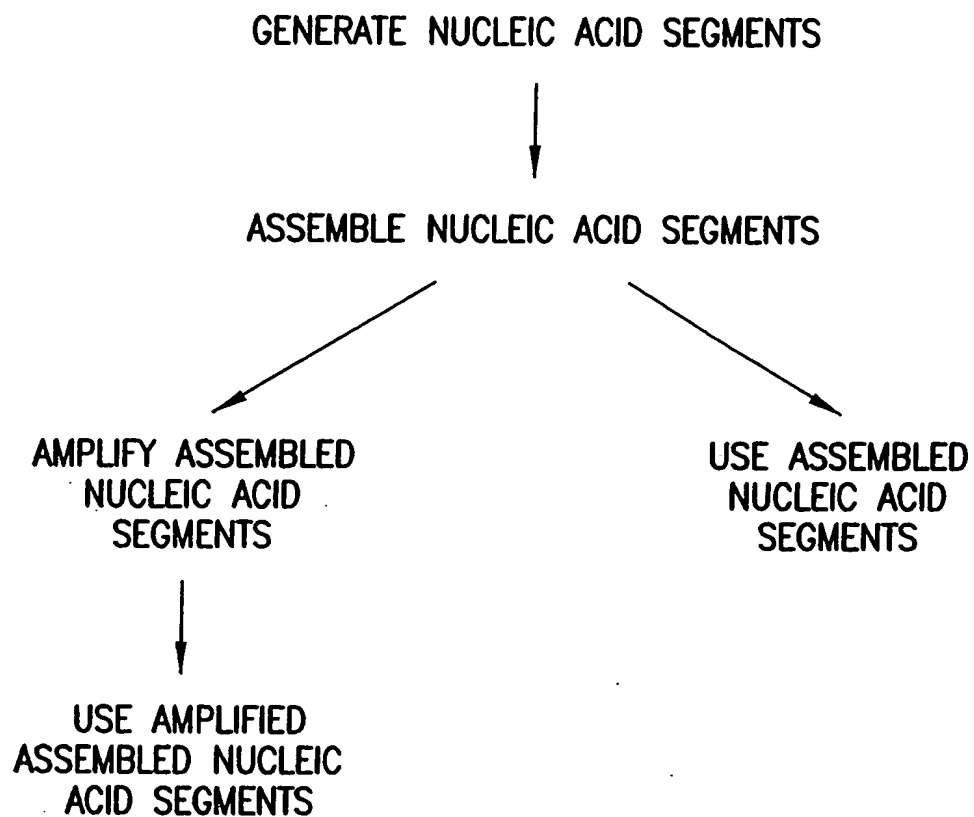 GENERATE NUCLEIC ACID SEGMENTS
ASSEMBLE NUCLEIC ACID SEGMENTS
AMPLIFY ASSEMBLED
NUCLEIC ACID
SEGMENTS
USE ASSEMBLED
NUCLEIC ACID
SEGMENTS
USE AMPLIFIED
ASSEMBLED NUCLEIC
ACID SEGMENTS